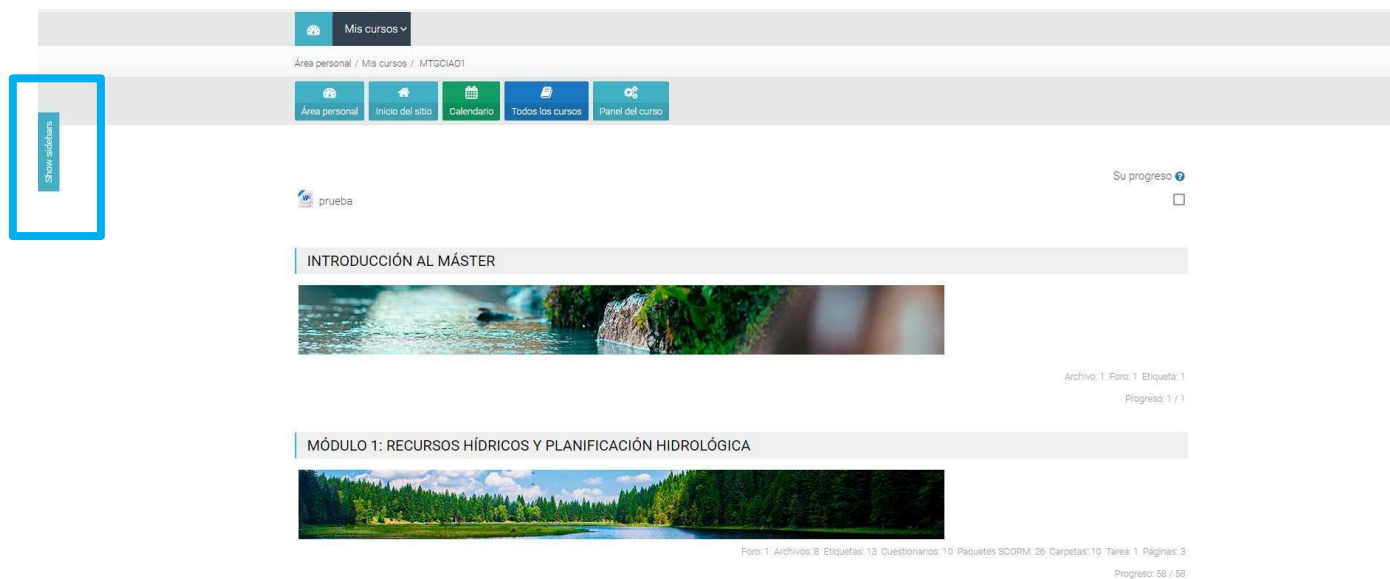 Mis cursos
Área personal / Mis cursos / MTGCIA01
Área personal Inicio del sitio Calendario Todos los cursos Panel del curso
Show sidebars
Su progreso
prueba
INTRODUCCIÓN AL MÁSTER
Archivo: 1 Foro: 1 Etiqueta: 1
Progreso: 1 / 1
MÓDULO 1: RECURSOS HÍDRICOS Y PLANIFICACIÓN HIDROLÓGICA
Foro: 1 Archivos: 8 Etiquetas: 13 Cuestionarios: 10 Paquetes SCORM: 26 Carpetas: 10 Tarea: 1 Páginas: 3
Progreso: 58 / 58